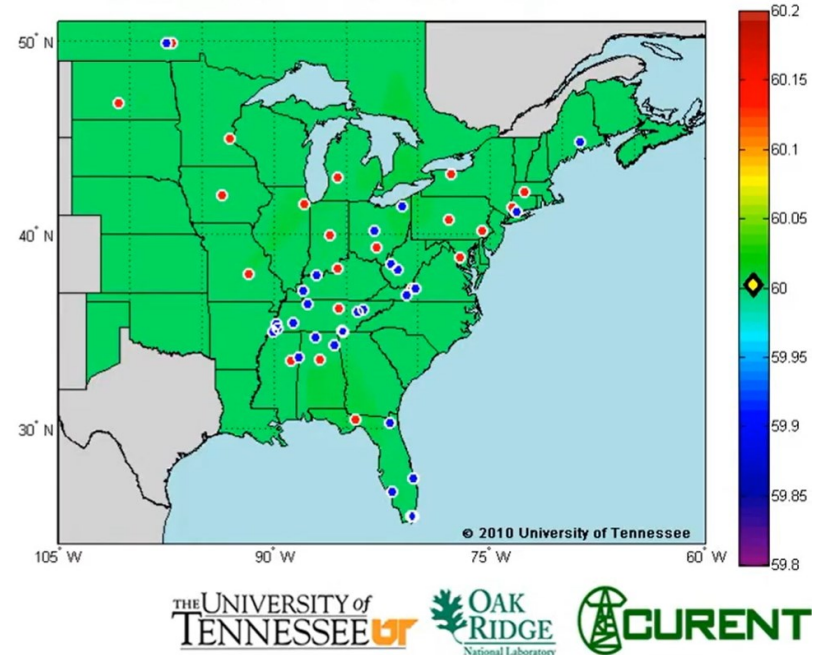 60.2
50° N
60.15
60.1
60.05
40° N
60
59.95
59.9
30° N
59.85
© 2010 University of Tennessee
59.8
105° W
90° W
75° W
60° W
THE UNIVERSITY of
TENNESSEE UT
OAK
RIDGE
National Laboratory
CURENT